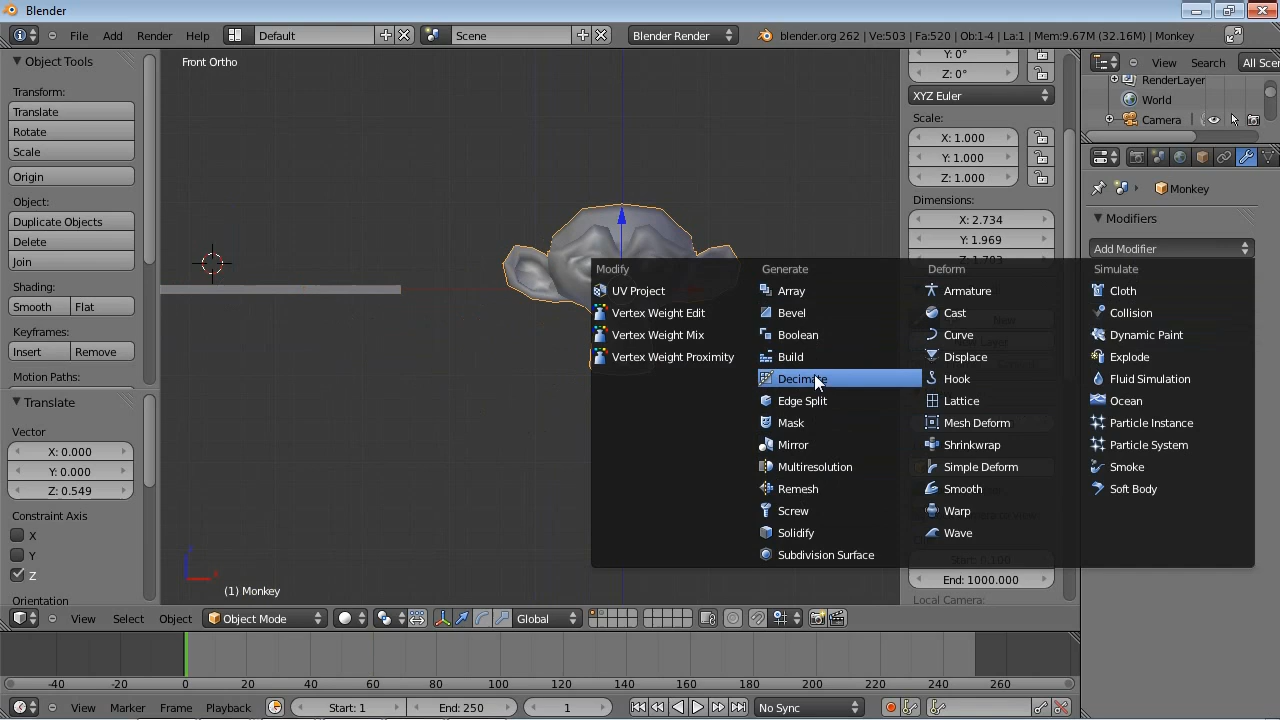 Blender
File Add Render Help Default Scene Blender Render blender.org 262 | Ve:503 | Fa:520 | Ob:1-4 | La:1 | Mem:9.67M (32.16M) | Monkey
Object Tools
Transform:
Translate
Rotate
Scale
Origin
Object:
Duplicate Objects
Delete
Join
Shading:
Smooth Flat
Keyframes:
Insert Remove
Motion Paths:
Translate
Vector
X: 0.000
Y: 0.000
Z: 0.549
Constraint Axis
X
Y
Z
Orientation
Front Ortho
(1) Monkey
Modify
UV Project
Vertex Weight Edit
Vertex Weight Mix
Vertex Weight Proximity
Generate
Array
Bevel
Boolean
Build
Decimate
Edge Split
Mask
Mirror
Multiresolution
Remesh
Screw
Solidify
Subdivision Surface
Deform
Armature
Cast
Curve
Displace
Hook
Lattice
Mesh Deform
Shrinkwrap
Simple Deform
Smooth
Warp
Wave
Simulate
Cloth
Collision
Dynamic Paint
Explode
Fluid Simulation
Ocean
Particle Instance
Particle System
Smoke
Soft Body
Y: 0°
Z: 0°
XYZ Euler
Scale:
X: 1.000
Y: 1.000
Z: 1.000
Dimensions:
X: 2.734
Y: 1.969
Z: 1.703
Start: 0.100
End: 1000.000
Local Camera:
View Search All Sce
RenderLayer
World
Camera
Monkey
Modifiers
Add Modifier
View Select Object Object Mode Global
-40 -20 0 20 40 60 80 100 120 140 160 180 200 220 240 260
View Marker Frame Playback Start: 1 End: 250 1 No Sync